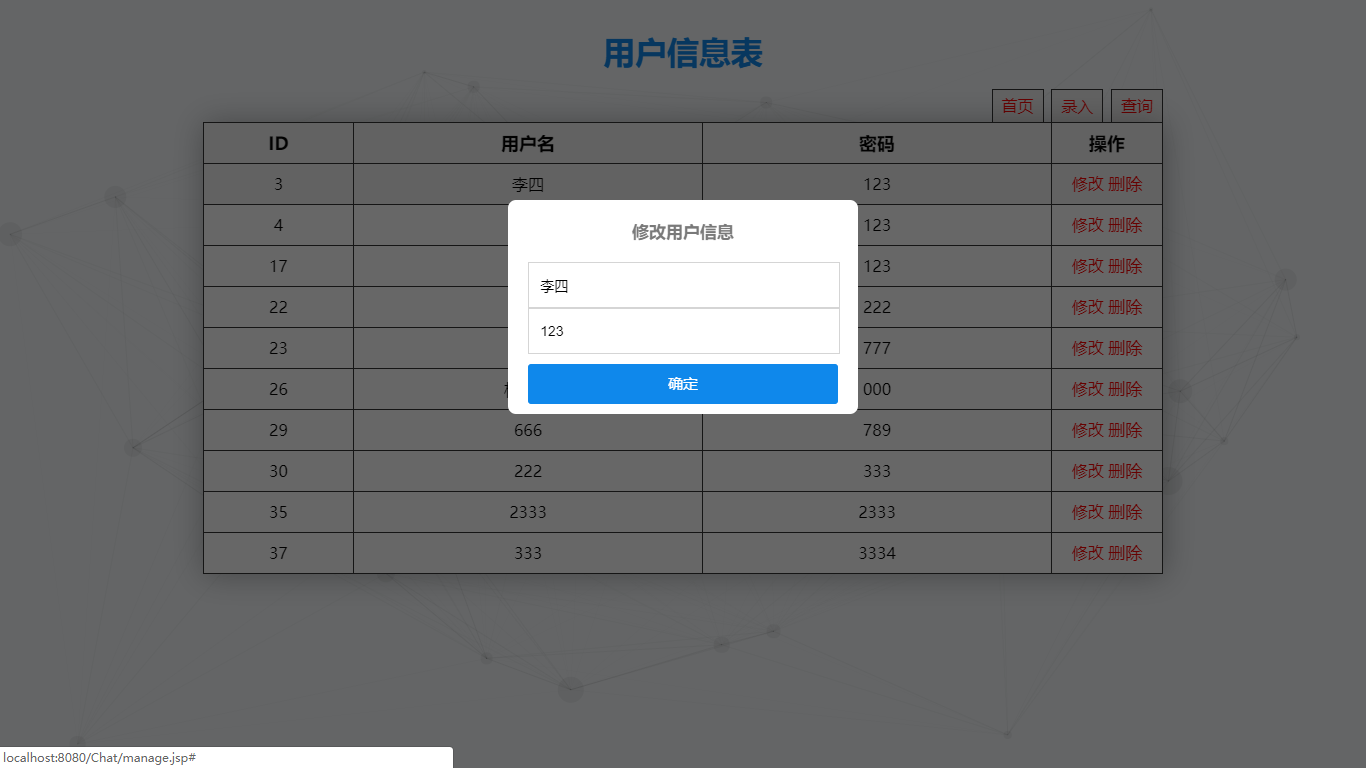 用户信息表
首页 录入 查询
ID 用户名 密码 操作
3 李四 123 修改 删除
4 123 修改 删除
修改用户信息
17 123 修改 删除
李四
22 222 修改 删除
123
23 777 修改 删除
确定
26 000 修改 删除
29 666 789 修改 删除
30 222 333 修改 删除
35 2333 2333 修改 删除
37 333 3334 修改 删除
localhost:8080/Chat/manage.jsp#